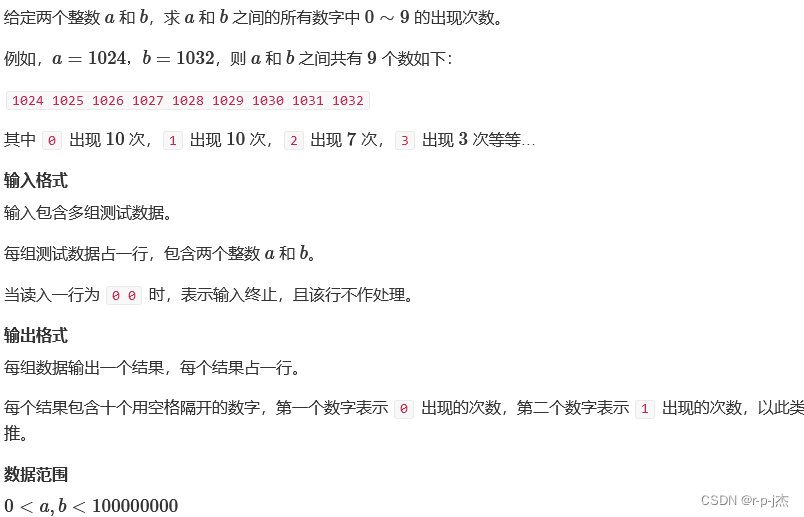 给定两个整数 a 和 b，求 a 和 b 之间的所有数字中 0 ~ 9 的出现次数。
例如，a = 1024，b = 1032，则 a 和 b 之间共有 9 个数如下：
1024 1025 1026 1027 1028 1029 1030 1031 1032
其中 0 出现 10 次， 1 出现 10 次， 2 出现 7 次， 3 出现 3 次等等...
输入格式
输入包含多组测试数据。
每组测试数据占一行，包含两个整数 a 和 b。
当读入一行为 0 0 时，表示输入终止，且该行不作处理。
输出格式
每组数据输出一个结果，每个结果占一行。
每个结果包含十个用空格隔开的数字，第一个数字表示 0 出现的次数，第二个数字表示 1 出现的次数，以此类
推。
数据范围
0 < a, b < 100000000
CSDN @r-p-j杰